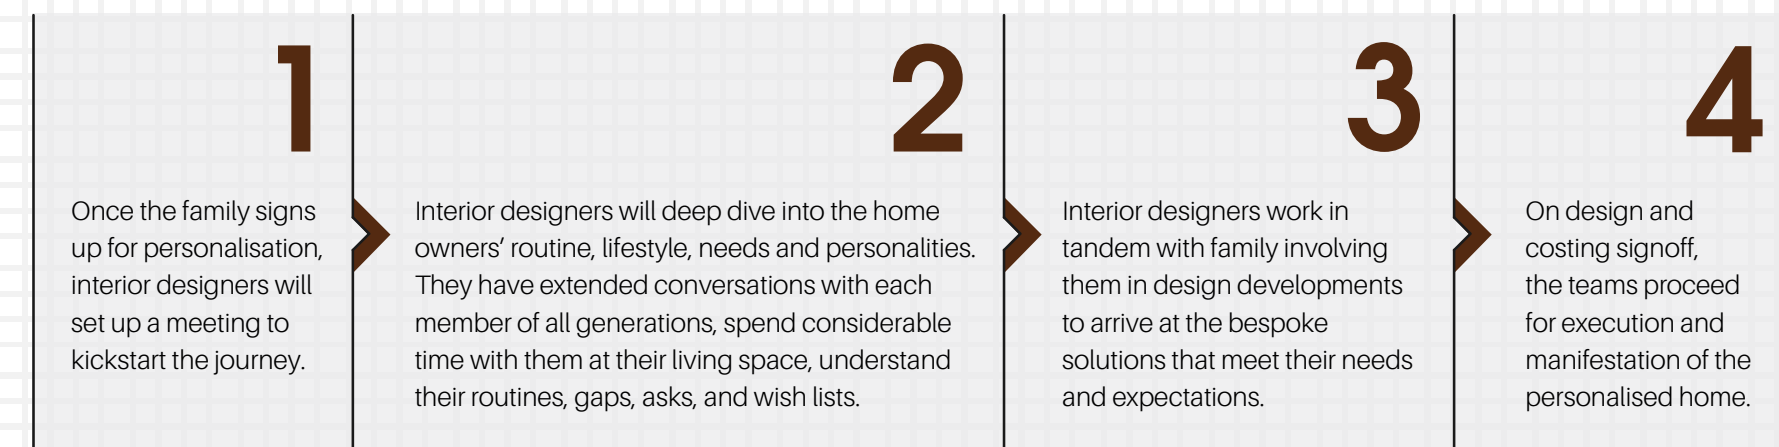 1
Once the family signs
up for personalisation,
interior designers will
set up a meeting to
kickstart the journey.
2
Interior designers will deep dive into the home
owners’ routine, lifestyle, needs and personalities.
They have extended conversations with each
member of all generations, spend considerable
time with them at their living space, understand
their routines, gaps, asks, and wish lists.
3
Interior designers work in
tandem with family involving
them in design developments
to arrive at the bespoke
solutions that meet their needs
and expectations.
4
On design and
costing signoff,
the teams proceed
for execution and
manifestation of the
personalised home.